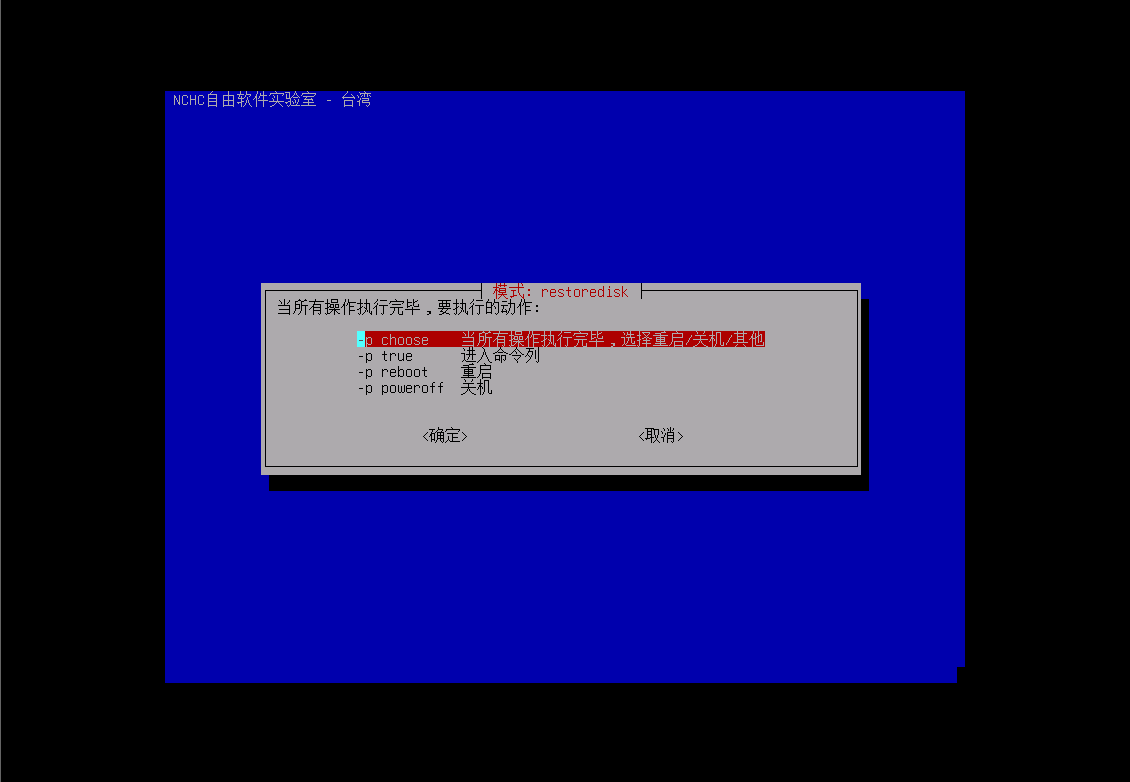 NCHC自由软件实验室 - 台湾
模式: restoredisk
当所有操作执行完毕，要执行的动作:
-p choose 当所有操作执行完毕，选择重启/关机/其他
-p true 进入命令列
-p reboot 重启
-p poweroff 关机
<确定> <取消>